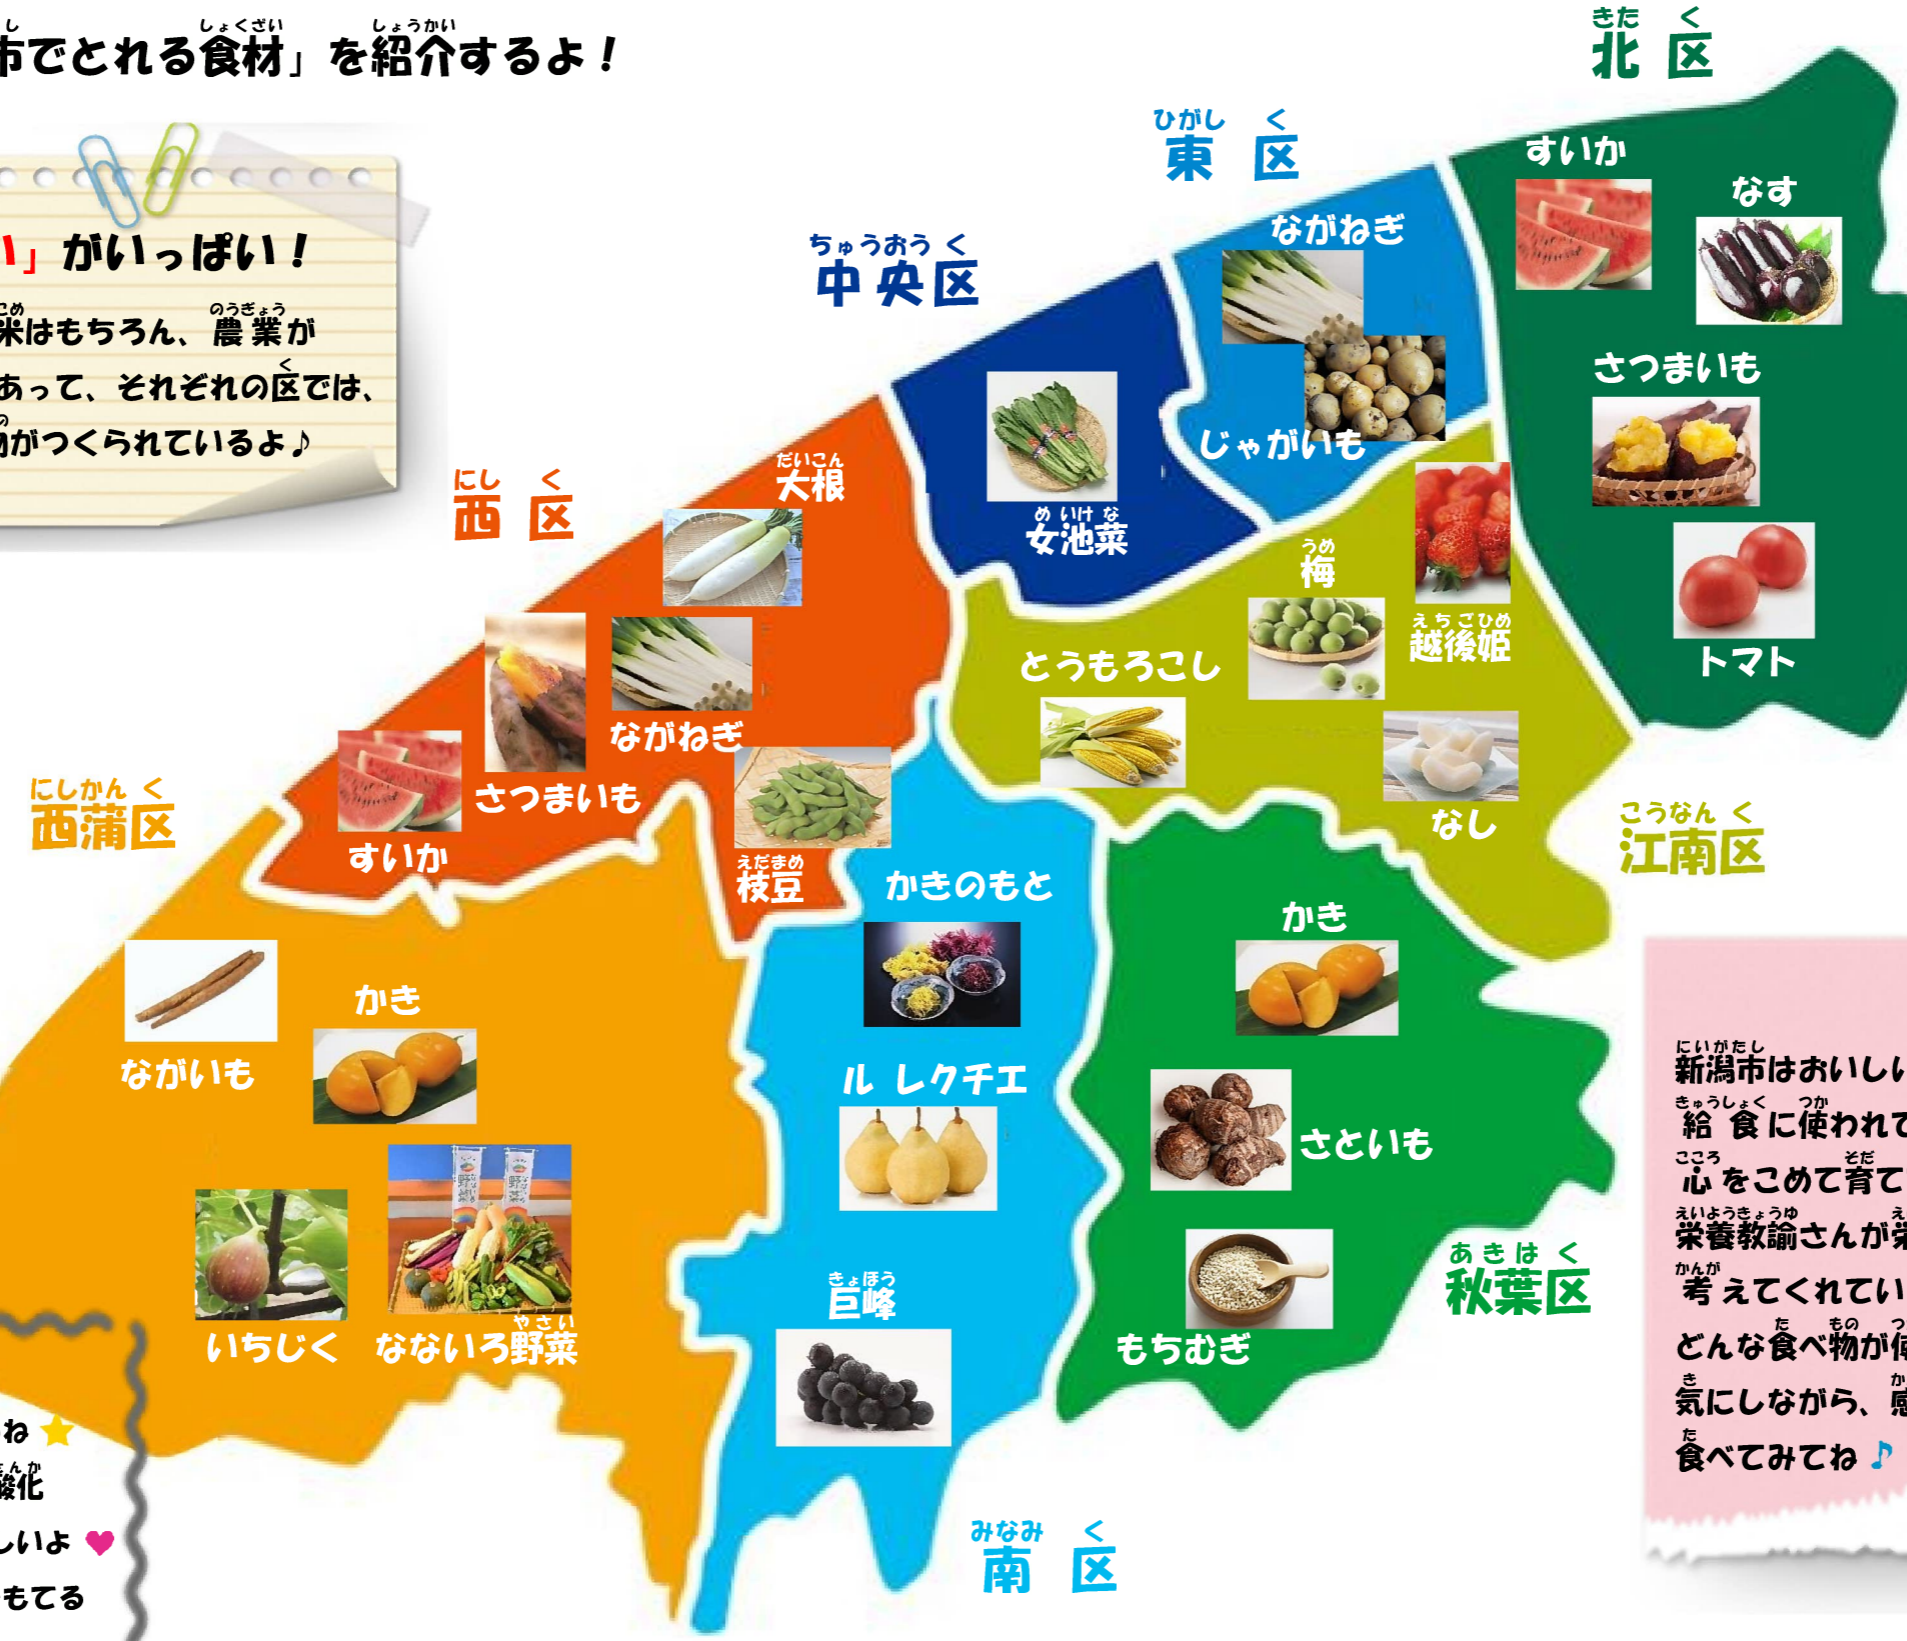 市でとれる食材」を紹介するよ！
い」がいっぱい！
米はもちろん、農業が
あって、それぞれの区では、
物がつくられているよ♪
北区
すいか
なす
さつまいも
トマト
東区
ながねぎ
じゃがいも
中央区
女池菜
西区
大根
ながねぎ
さつまいも
すいか
枝豆
江南区
越後姫
梅
とうもろこし
なし
西蒲区
ながいも
かき
いちじく
なないろ野菜
南区
かきのもと
ル レクチエ
巨峰
秋葉区
かき
さといも
もちむぎ
新潟市はおいしい
給食に使われて
心をこめて育て
栄養教諭さんが栄
考えてくれてい
どんな食べ物が使
気にしながら、感
食べてみてね♪
ね
酸化
しいよ
もてる